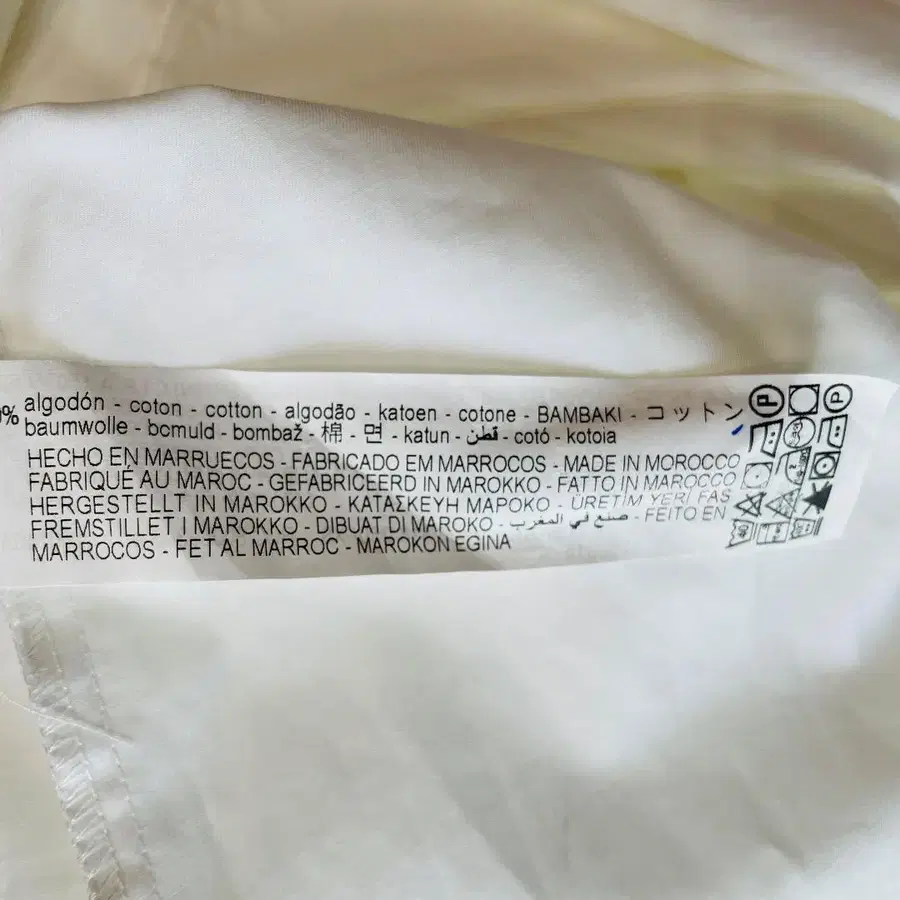 % algodón - coton - cotton - algodão - katoen - cotone - BAMBAKI - コットン
baumwolle - bomuld - bombaž - 棉 - 면 - katun - قطن - cotó - kotoia
HECHO EN MARRUECOS - FABRICADO EM MARROCOS - MADE IN MOROCCO
FABRIQUÉ AU MAROC - GEFABRICEERD IN MAROKKO - FATTO IN MAROCCO
HERGESTELLT IN MAROKKO - ΚΑΤΑΣΚΕΥΗ ΜΑΡΟΚΟ - ÜRETİM YERİ FAS
FREMSTILLET I MAROKKO - DIBUAT DI MAROKO - صنع في المغرب - FEITO EN
MARROCOS - FET AL MARROC - MAROKON EGINA
P
P
40